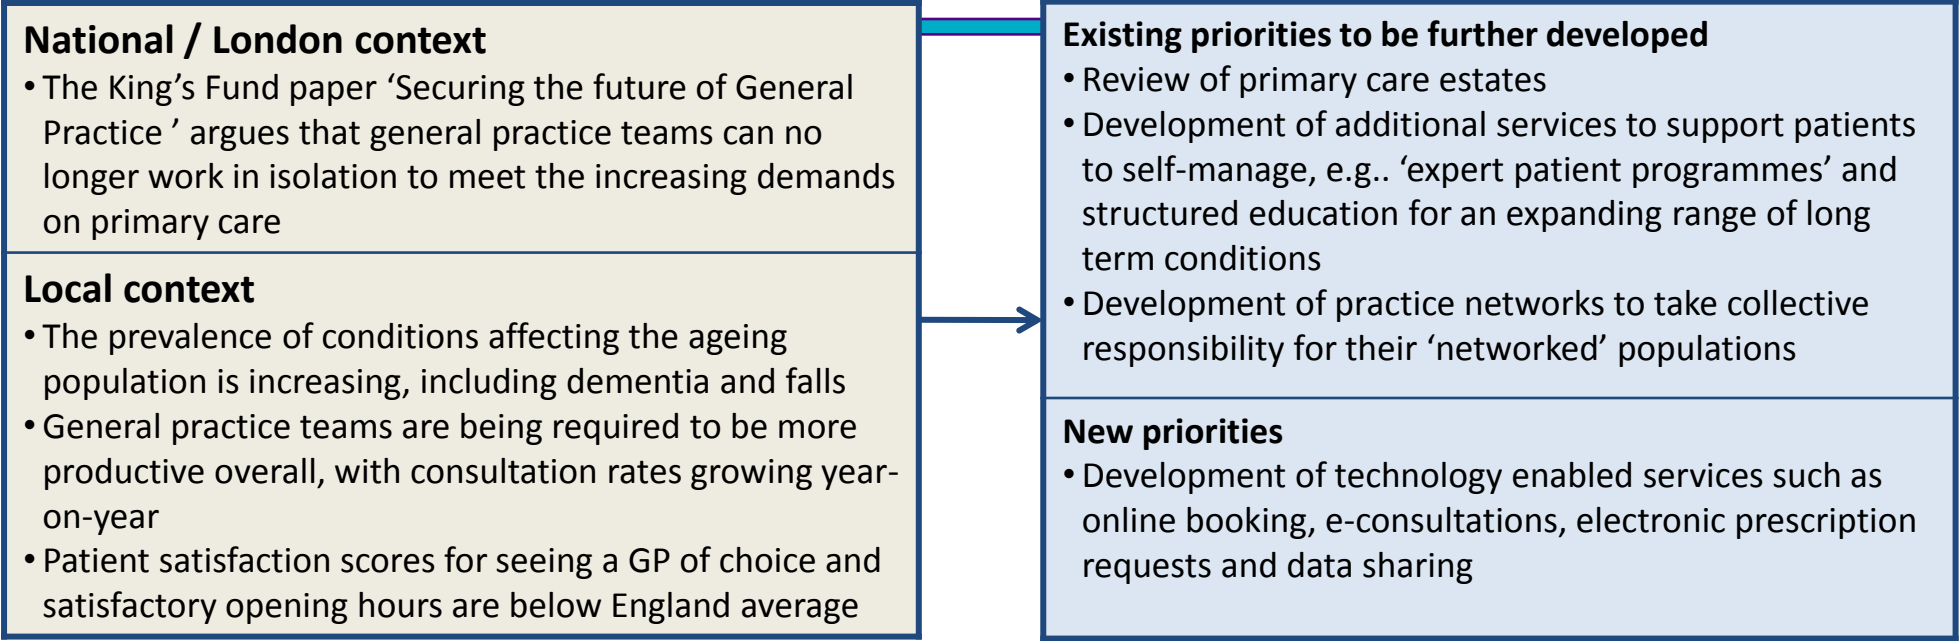 National / London context
• The King’s Fund paper ‘Securing the future of General
Practice ’ argues that general practice teams can no
longer work in isolation to meet the increasing demands
on primary care
Local context
• The prevalence of conditions affecting the ageing
population is increasing, including dementia and falls
• General practice teams are being required to be more
productive overall, with consultation rates growing year-
on-year
• Patient satisfaction scores for seeing a GP of choice and
satisfactory opening hours are below England average
Existing priorities to be further developed
• Review of primary care estates
• Development of additional services to support patients
to self-manage, e.g.. ‘expert patient programmes’ and
structured education for an expanding range of long
term conditions
• Development of practice networks to take collective
responsibility for their ‘networked’ populations
New priorities
• Development of technology enabled services such as
online booking, e-consultations, electronic prescription
requests and data sharing